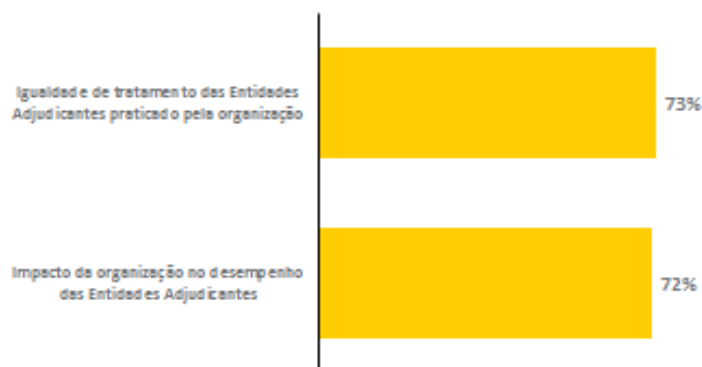 Igualdade de tratamento das Entidades
Adjudicantes praticado pela organização
73%
Impacto da organização no desempenho
das Entidades Adjudicantes
72%